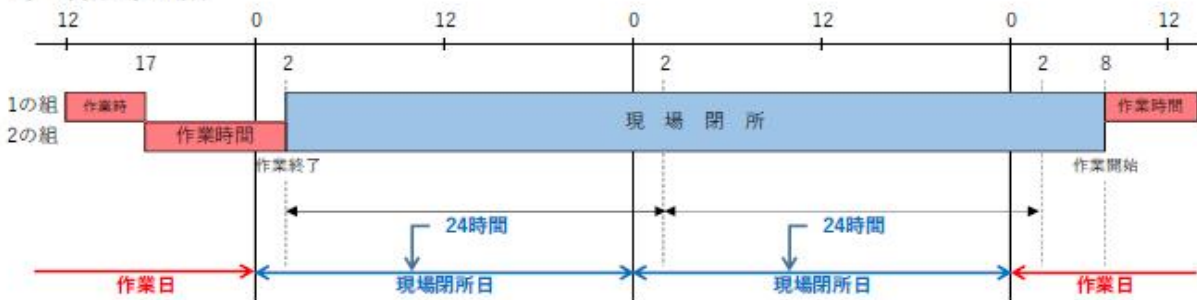 12 0 12 0 12 0 12
17 2 2 2 8
1の組 作業時 現場閉所 作業時間
2の組 作業時間
作業終了 作業開始
24時間 24時間
作業日 現場閉所日 現場閉所日 作業日